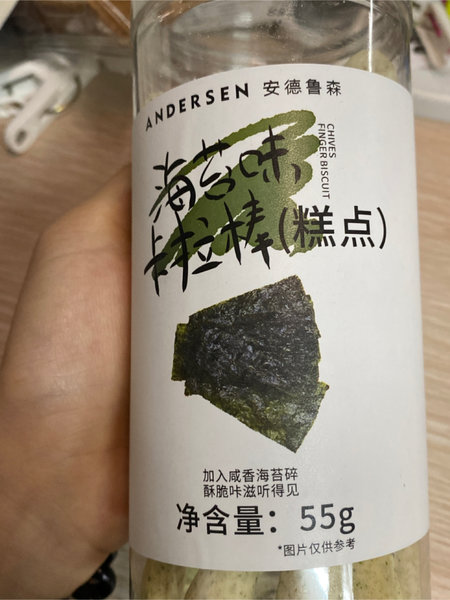 ANDERSEN 安德鲁森
CHIVES
FINGER BISCUIT
海苔味
卡拉棒(糕点)
加入咸香海苔碎
酥脆咔滋听得见
净含量：55g
*图片仅供参考